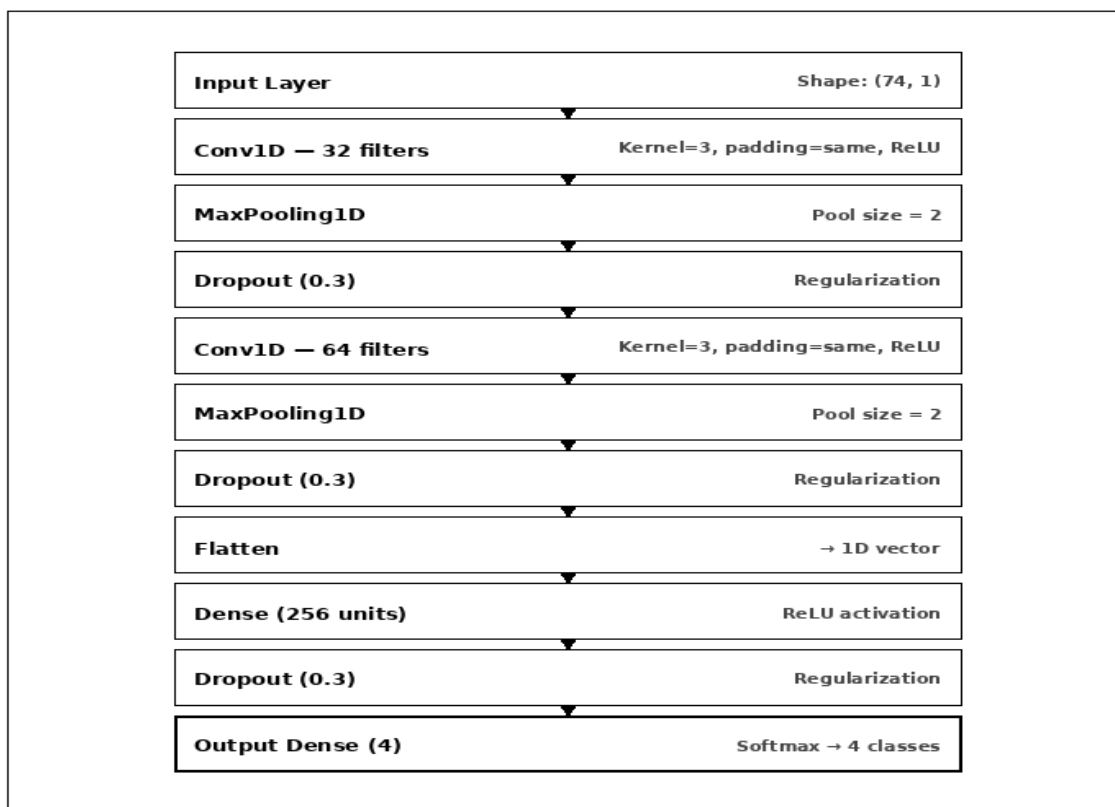 Input Layer Shape: (74, 1)
Conv1D — 32 filters Kernel=3, padding=same, ReLU
MaxPooling1D Pool size = 2
Dropout (0.3) Regularization
Conv1D — 64 filters Kernel=3, padding=same, ReLU
MaxPooling1D Pool size = 2
Dropout (0.3) Regularization
Flatten → 1D vector
Dense (256 units) ReLU activation
Dropout (0.3) Regularization
Output Dense (4) Softmax → 4 classes